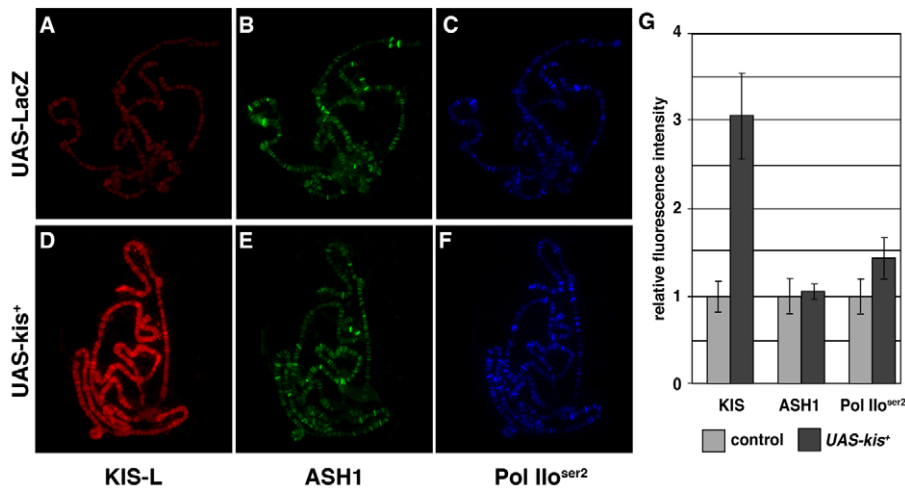 A
B
C
G
UAS-LacZ
D
E
F
UAS-kis⁺
KIS-L
ASH1
Pol IIoˢᵉʳ²
relative fluorescence intensity
4
3
2
1
0
KIS
ASH1
Pol IIoˢᵉʳ²
control
UAS-kis⁺